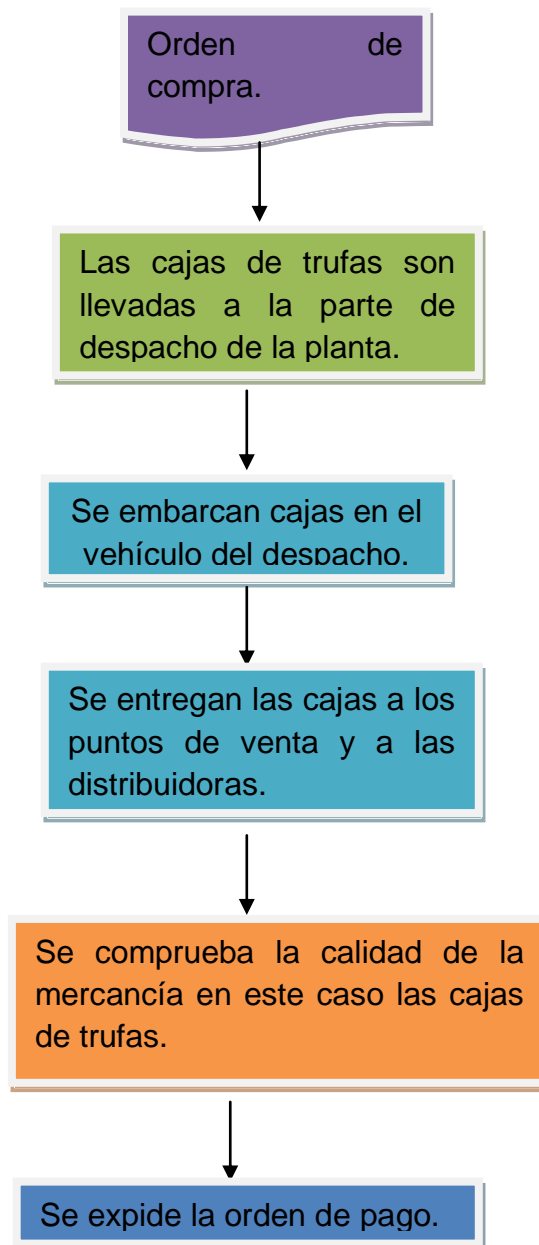 Orden de
compra.
Las cajas de trufas son
llevadas a la parte de
despacho de la planta.
Se embarcan cajas en el
vehículo del despacho.
Se entregan las cajas a los
puntos de venta y a las
distribuidoras.
Se comprueba la calidad de la
mercancía en este caso las cajas
de trufas.
Se expide la orden de pago.